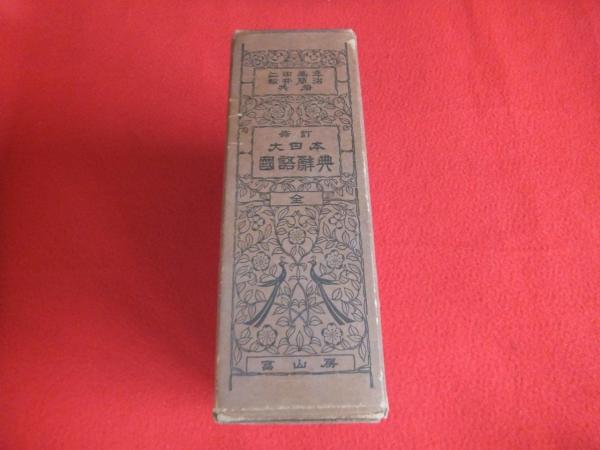 上田萬年
松井簡治
共著
修訂
大日本
國語辭典
全
冨山房